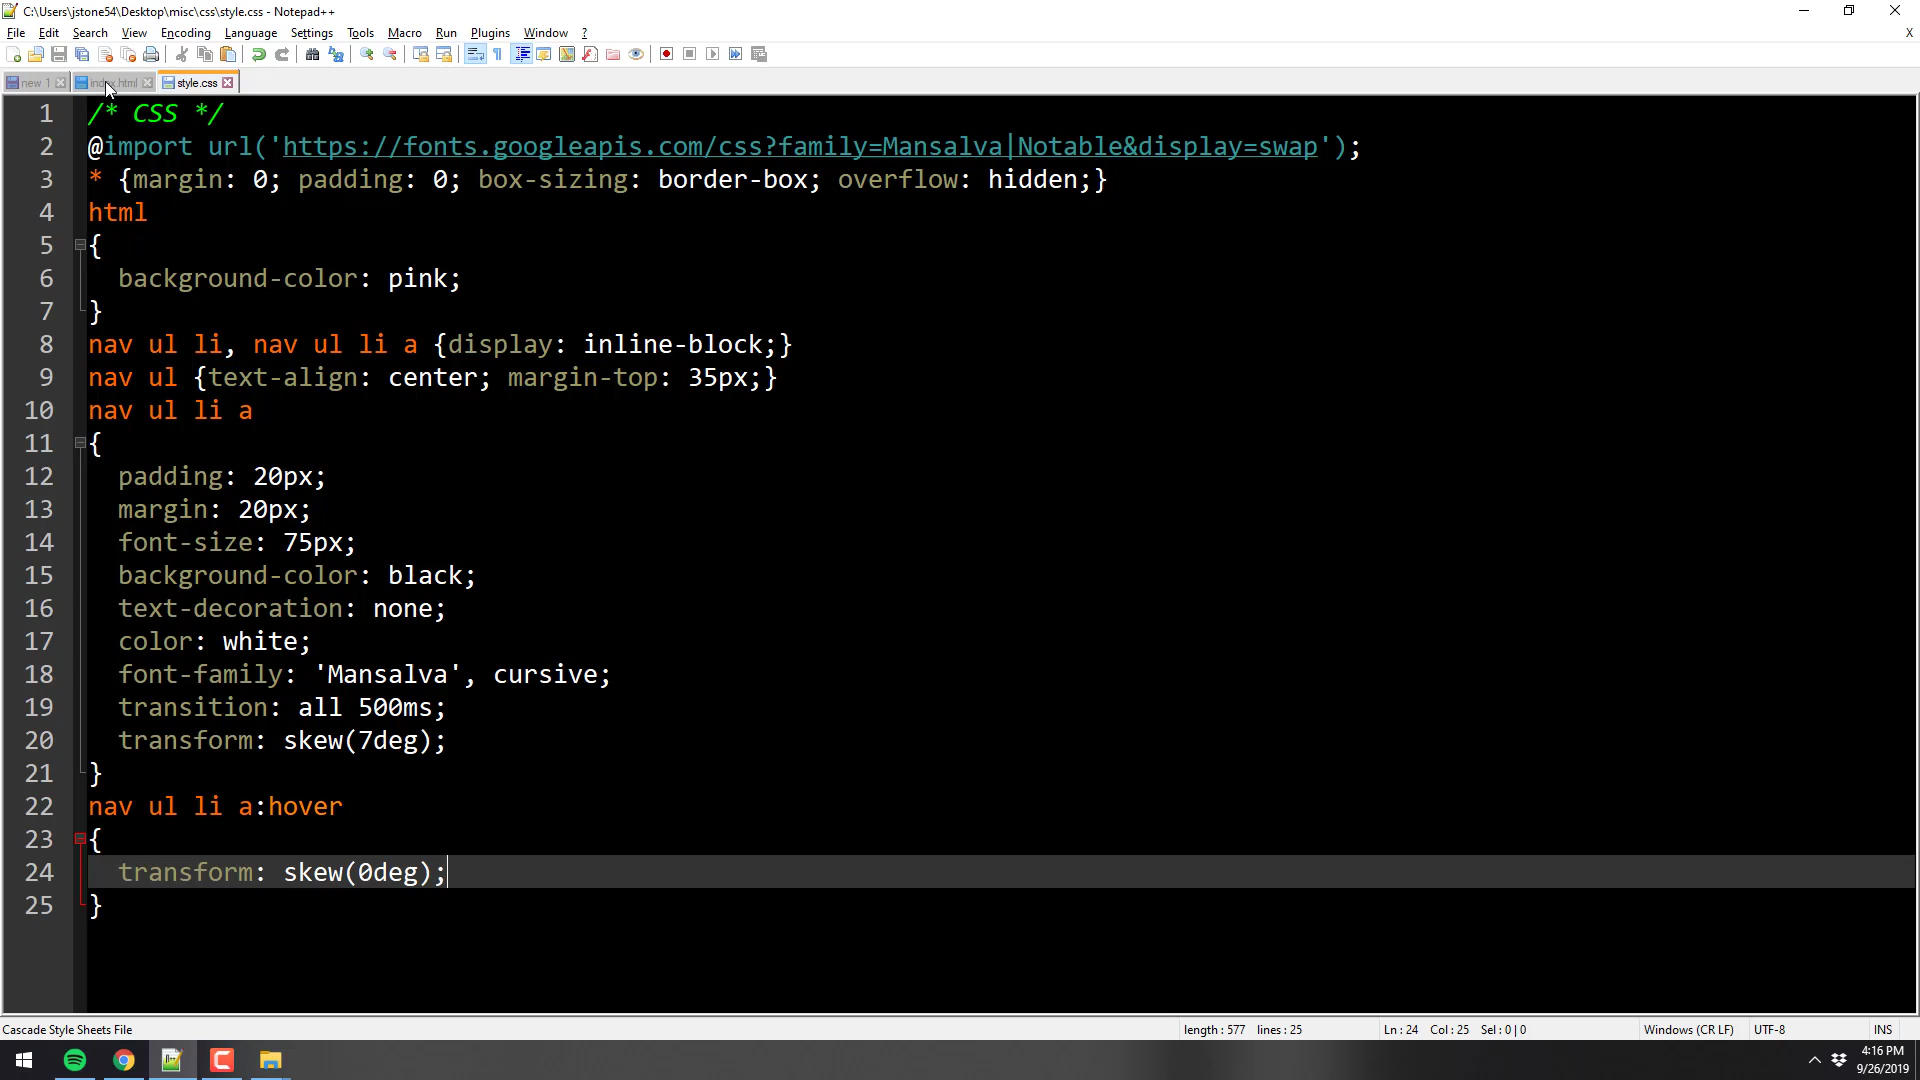 C:\Users\jstone54\Desktop\misc\css\style.css - Notepad++
File Edit Search View Encoding Language Settings Tools Macro Run Plugins Window ? X
new 1 index.html style.css
1 /* CSS */
2 @import url('https://fonts.googleapis.com/css?family=Mansalva|Notable&display=swap');
3 * {margin: 0; padding: 0; box-sizing: border-box; overflow: hidden;}
4 html
5 {
6 background-color: pink;
7 }
8 nav ul li, nav ul li a {display: inline-block;}
9 nav ul {text-align: center; margin-top: 35px;}
10 nav ul li a
11 {
12 padding: 20px;
13 margin: 20px;
14 font-size: 75px;
15 background-color: black;
16 text-decoration: none;
17 color: white;
18 font-family: 'Mansalva', cursive;
19 transition: all 500ms;
20 transform: skew(7deg);
21 }
22 nav ul li a:hover
23 {
24 transform: skew(0deg);
25 }
Cascade Style Sheets File length : 577 lines : 25 Ln : 24 Col : 25 Sel : 0 | 0 Windows (CR LF) UTF-8 INS
4:16 PM
9/26/2019